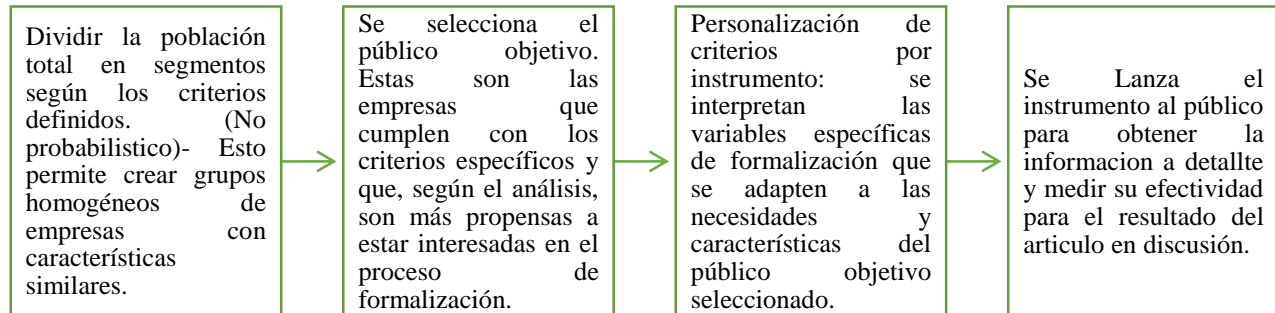 Dividir la población
total en segmentos
según los criterios
definidos. (No
probabilistico)- Esto
permite crear grupos
homogéneos de
empresas con
características
similares.
Se selecciona el
público objetivo.
Estas son las
empresas que
cumplen con los
criterios específicos y
que, según el análisis,
son más propensas a
estar interesadas en el
proceso de
formalización.
Personalización de
criterios por
instrumento: se
interpretan las
variables específicas
de formalización que
se adapten a las
necesidades y
características del
público objetivo
seleccionado.
Se Lanza el
instrumento al público
para obtener la
informacion a detallte
y medir su efectividad
para el resultado del
articulo en discusión.